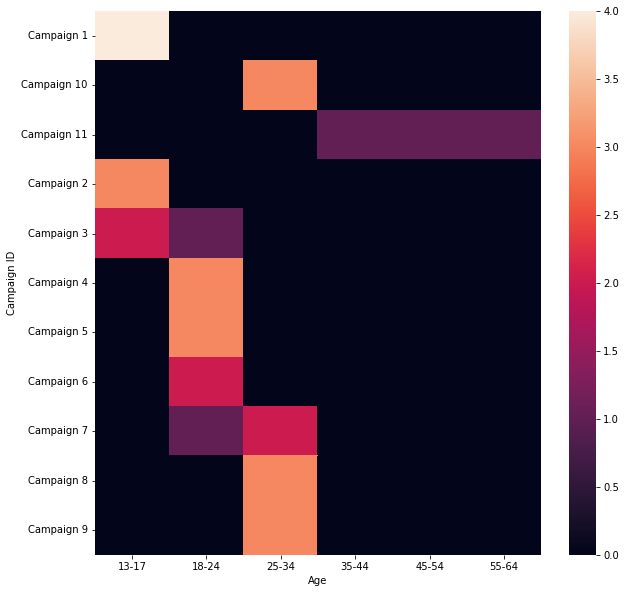 Campaign 1
Campaign 10
Campaign 11
Campaign 2
Campaign 3
Campaign 4
Campaign 5
Campaign 6
Campaign 7
Campaign 8
Campaign 9
Campaign ID
13-17 18-24 25-34 35-44 45-54 55-64
Age
4.0
3.5
3.0
2.5
2.0
1.5
1.0
0.5
0.0